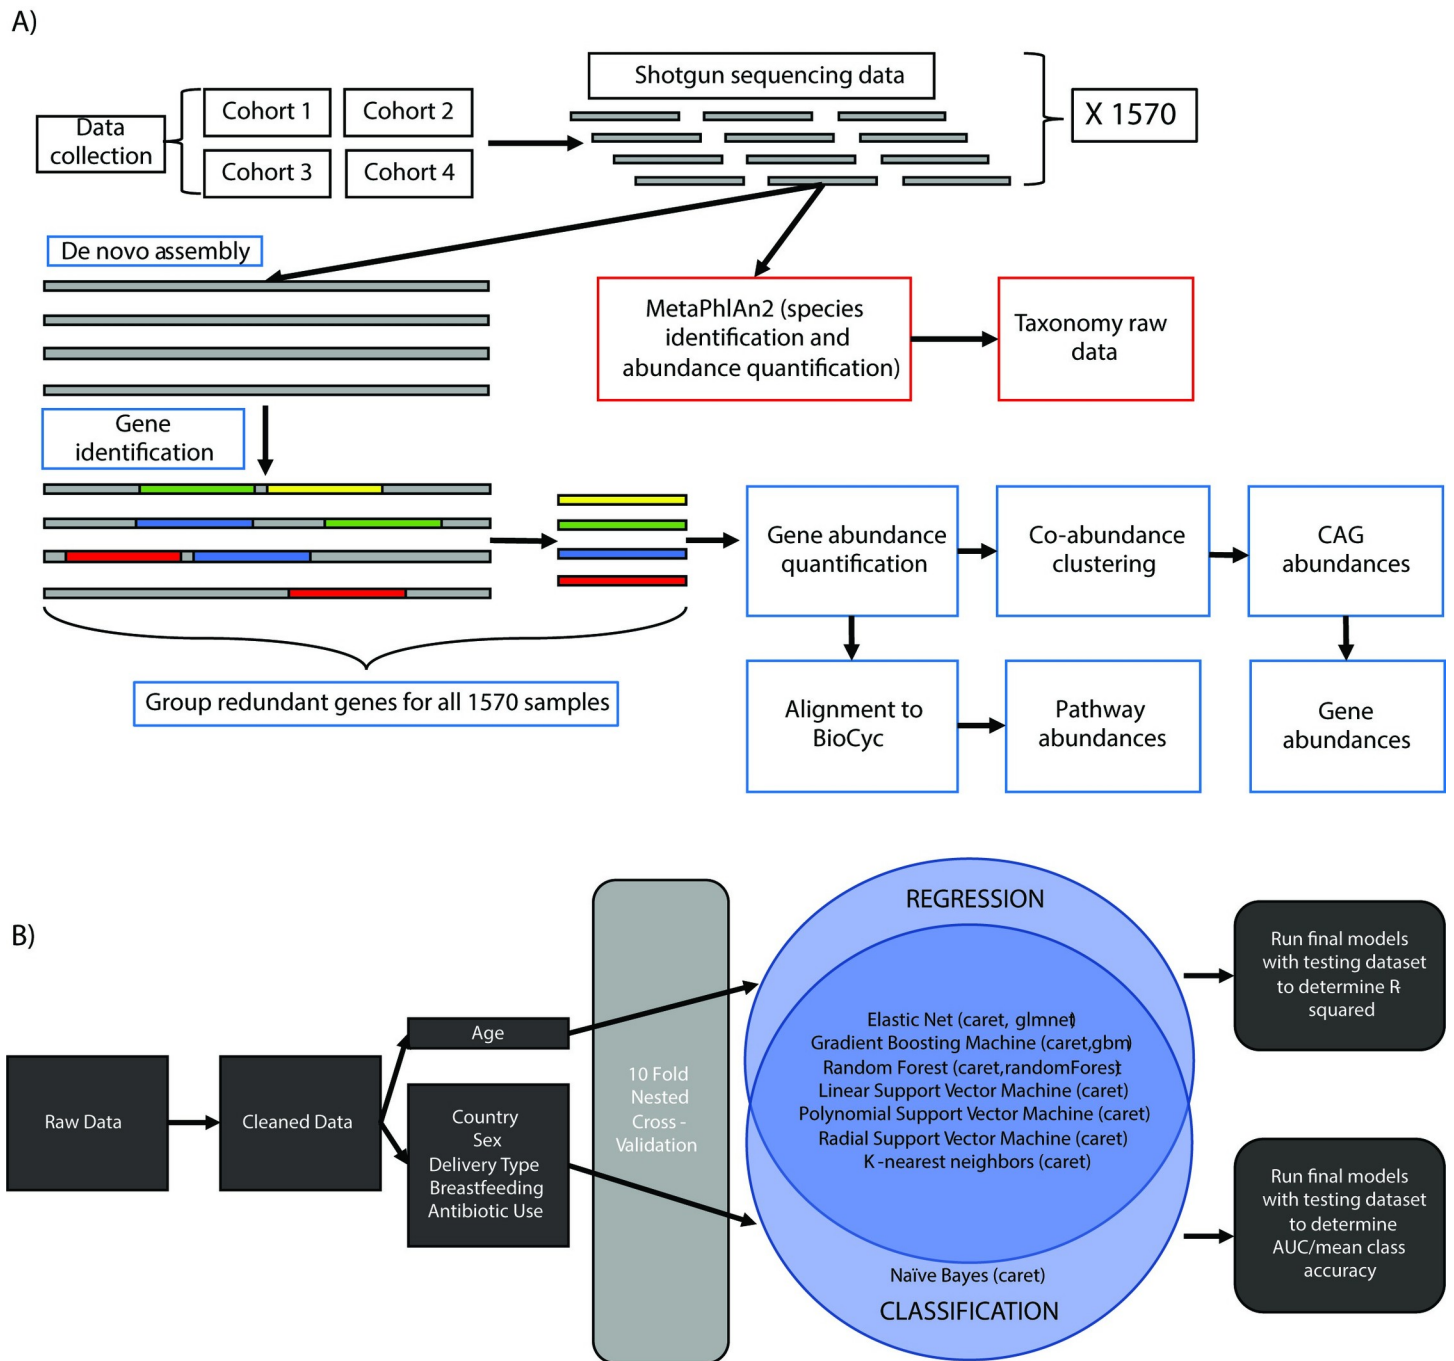 A)
Data
collection
Cohort 1
Cohort 2
Cohort 3
Cohort 4
Shotgun sequencing data
X 1570
De novo assembly
MetaPhlAn2 (species
identification and
abundance quantification)
Taxonomy raw
data
Gene
identification
Gene abundance
quantification
Co-abundance
clustering
CAG
abundances
Group redundant genes for all 1570 samples
Alignment to
BioCyc
Pathway
abundances
Gene
abundances
B)
Raw Data
Cleaned Data
Age
Country
Sex
Delivery Type
Breastfeeding
Antibiotic Use
10 Fold
Nested
Cross -
Validation
REGRESSION
Elastic Net (caret, glmnet)
Gradient Boosting Machine (caret,gbm)
Random Forest (caret,randomForest)
Linear Support Vector Machine (caret)
Polynomial Support Vector Machine (caret)
Radial Support Vector Machine (caret)
K-nearest neighbors (caret)
Naïve Bayes (caret)
CLASSIFICATION
Run final models
with testing dataset
to determine R-
squared
Run final models
with testing dataset
to determine
AUC/mean class
accuracy